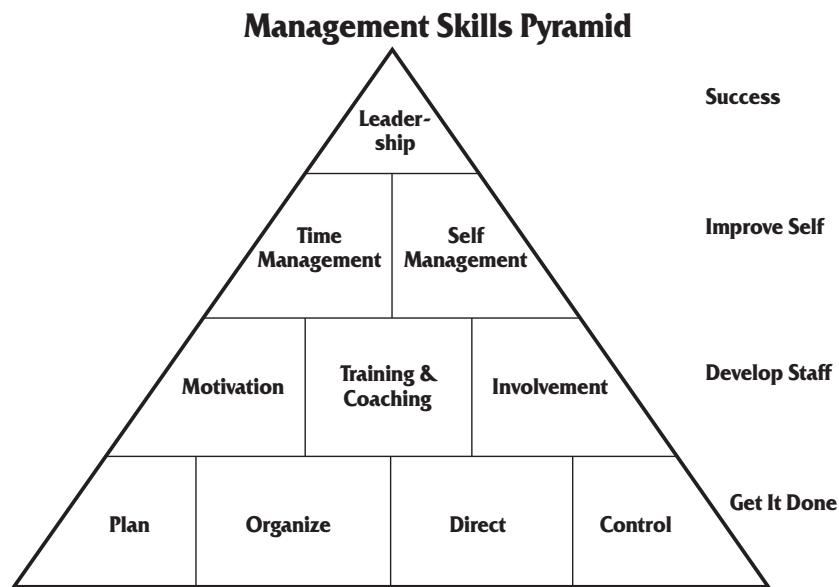 Management Skills Pyramid
Leader-
ship
Success
Time
Management
Self
Management
Improve Self
Motivation
Training &
Coaching
Involvement
Develop Staff
Plan
Organize
Direct
Control
Get It Done